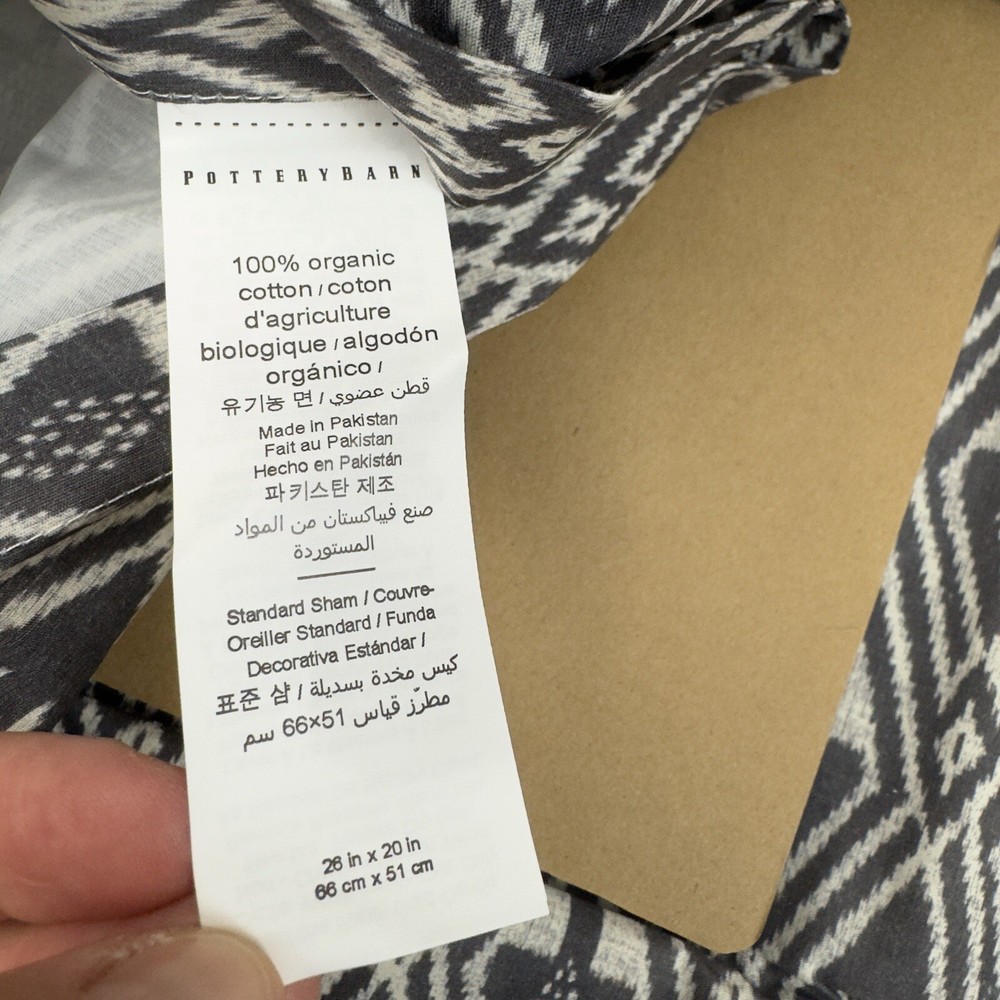 POTTERYBARN
100% organic
cotton / coton
d'agriculture
biologique / algodón
orgánico /
유기농 면 / قطن عضوي
Made in Pakistan
Fait au Pakistan
Hecho en Pakistán
파키스탄 제조
صنع فيباكستان من المواد
المستوردة
Standard Sham / Couvre-
Oreiller Standard / Funda
Decorativa Estándar /
표준 샴 / كيس مخدة بسديلة
مطرّز قياس 51×66 سم
26 in x 20 in
66 cm x 51 cm